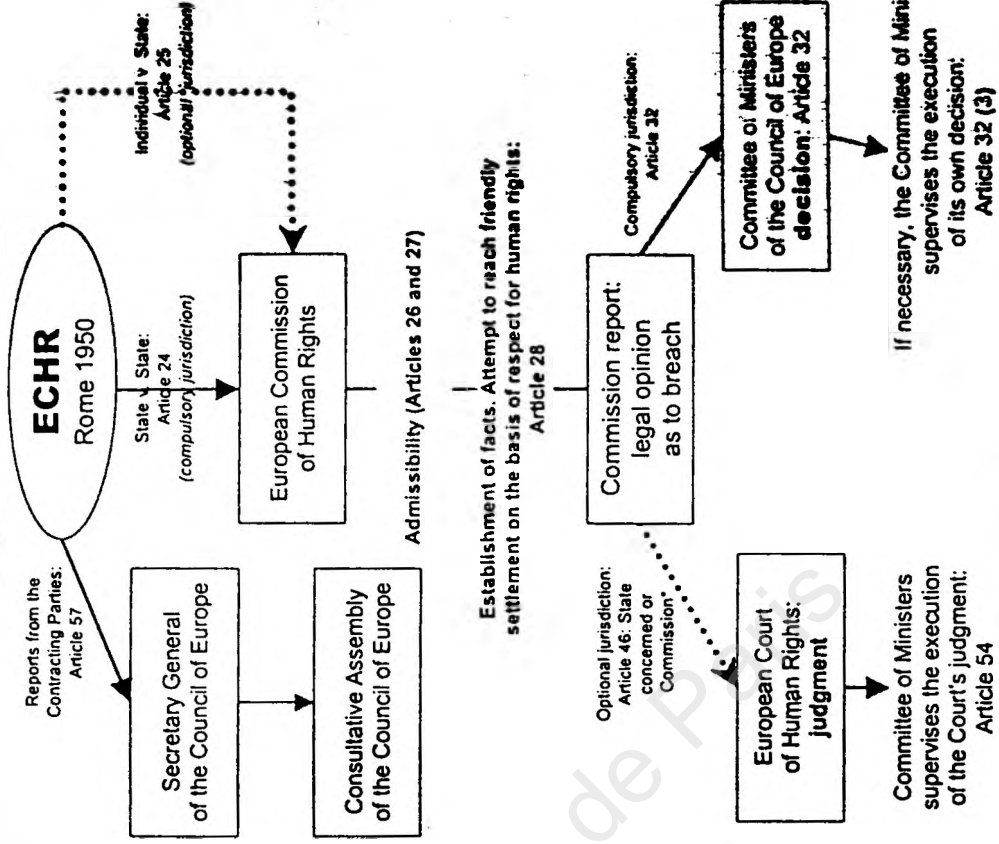 ECHR
Rome 1950
Reports from the
Contracting Parties:
Article 57
State v. State:
Article 24
(compulsory jurisdiction)
Individual v State:
Article 25
(optional jurisdiction)
Secretary General
of the Council of Europe
European Commission
of Human Rights
Consultative Assembly
of the Council of Europe
Admissibility (Articles 26 and 27)
Establishment of facts. Attempt to reach friendly
settlement on the basis of respect for human rights:
Article 28
Commission report:
legal opinion
as to breach
Optional jurisdiction:
Article 46: State
concerned or
Commission
Compulsory jurisdiction:
Article 32
European Court
of Human Rights:
judgment
Committee of Ministers
of the Council of Europe
decision: Article 32
Committee of Ministers
supervises the execution
of the Court's judgment:
Article 54
If necessary, the Committee of Mini
supervises the execution
of its own decision:
Article 32 (3)
de Paris